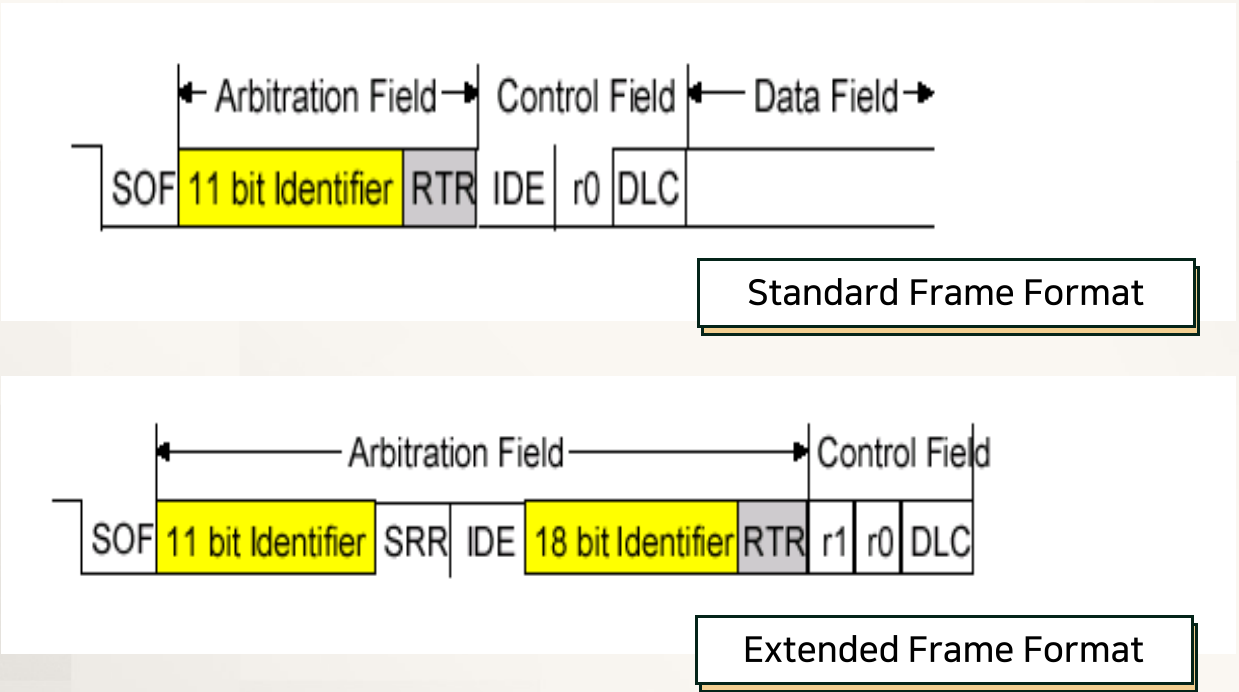 Arbitration Field Control Field Data Field
SOF 11 bit Identifier RTR IDE r0 DLC
Standard Frame Format
Arbitration Field Control Field
SOF 11 bit Identifier SRR IDE 18 bit Identifier RTR r1 r0 DLC
Extended Frame Format